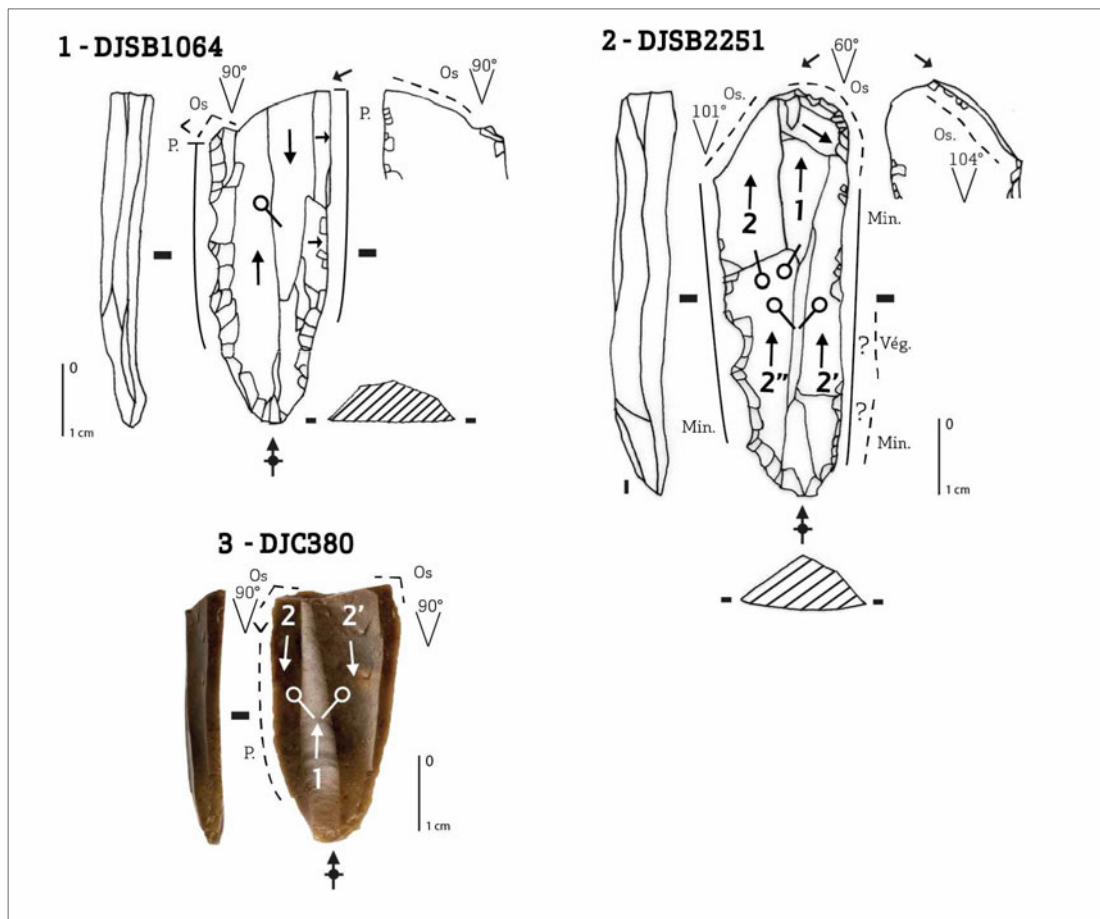 1 - DJSB1064
90°
Os
P.
P.
Os
90°
0
1 cm
2 - DJSB2251
60°
Os
Os.
101°
2
1
Min.
Os.
104°
2''
2'
?
Vég.
?
Min.
Min.
0
1 cm
3 - DJC380
Os
90°
2
2'
Os
90°
1
P.
0
1 cm